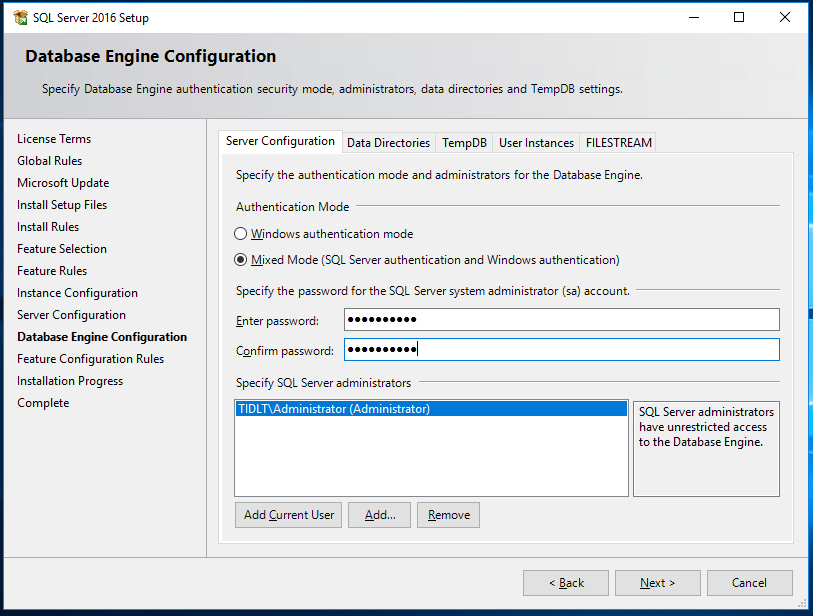 SQL Server 2016 Setup
Database Engine Configuration
Specify Database Engine authentication security mode, administrators, data directories and TempDB settings.
License Terms
Global Rules
Microsoft Update
Install Setup Files
Install Rules
Feature Selection
Feature Rules
Instance Configuration
Server Configuration
Database Engine Configuration
Feature Configuration Rules
Installation Progress
Complete
Server Configuration Data Directories TempDB User Instances FILESTREAM
Specify the authentication mode and administrators for the Database Engine.
Authentication Mode
Windows authentication mode
Mixed Mode (SQL Server authentication and Windows authentication)
Specify the password for the SQL Server system administrator (sa) account.
Enter password: ●●●●●●●●●●
Confirm password: ●●●●●●●●●●
Specify SQL Server administrators
TIDLT\Administrator (Administrator)
SQL Server administrators
have unrestricted access
to the Database Engine.
Add Current User Add... Remove
< Back Next > Cancel